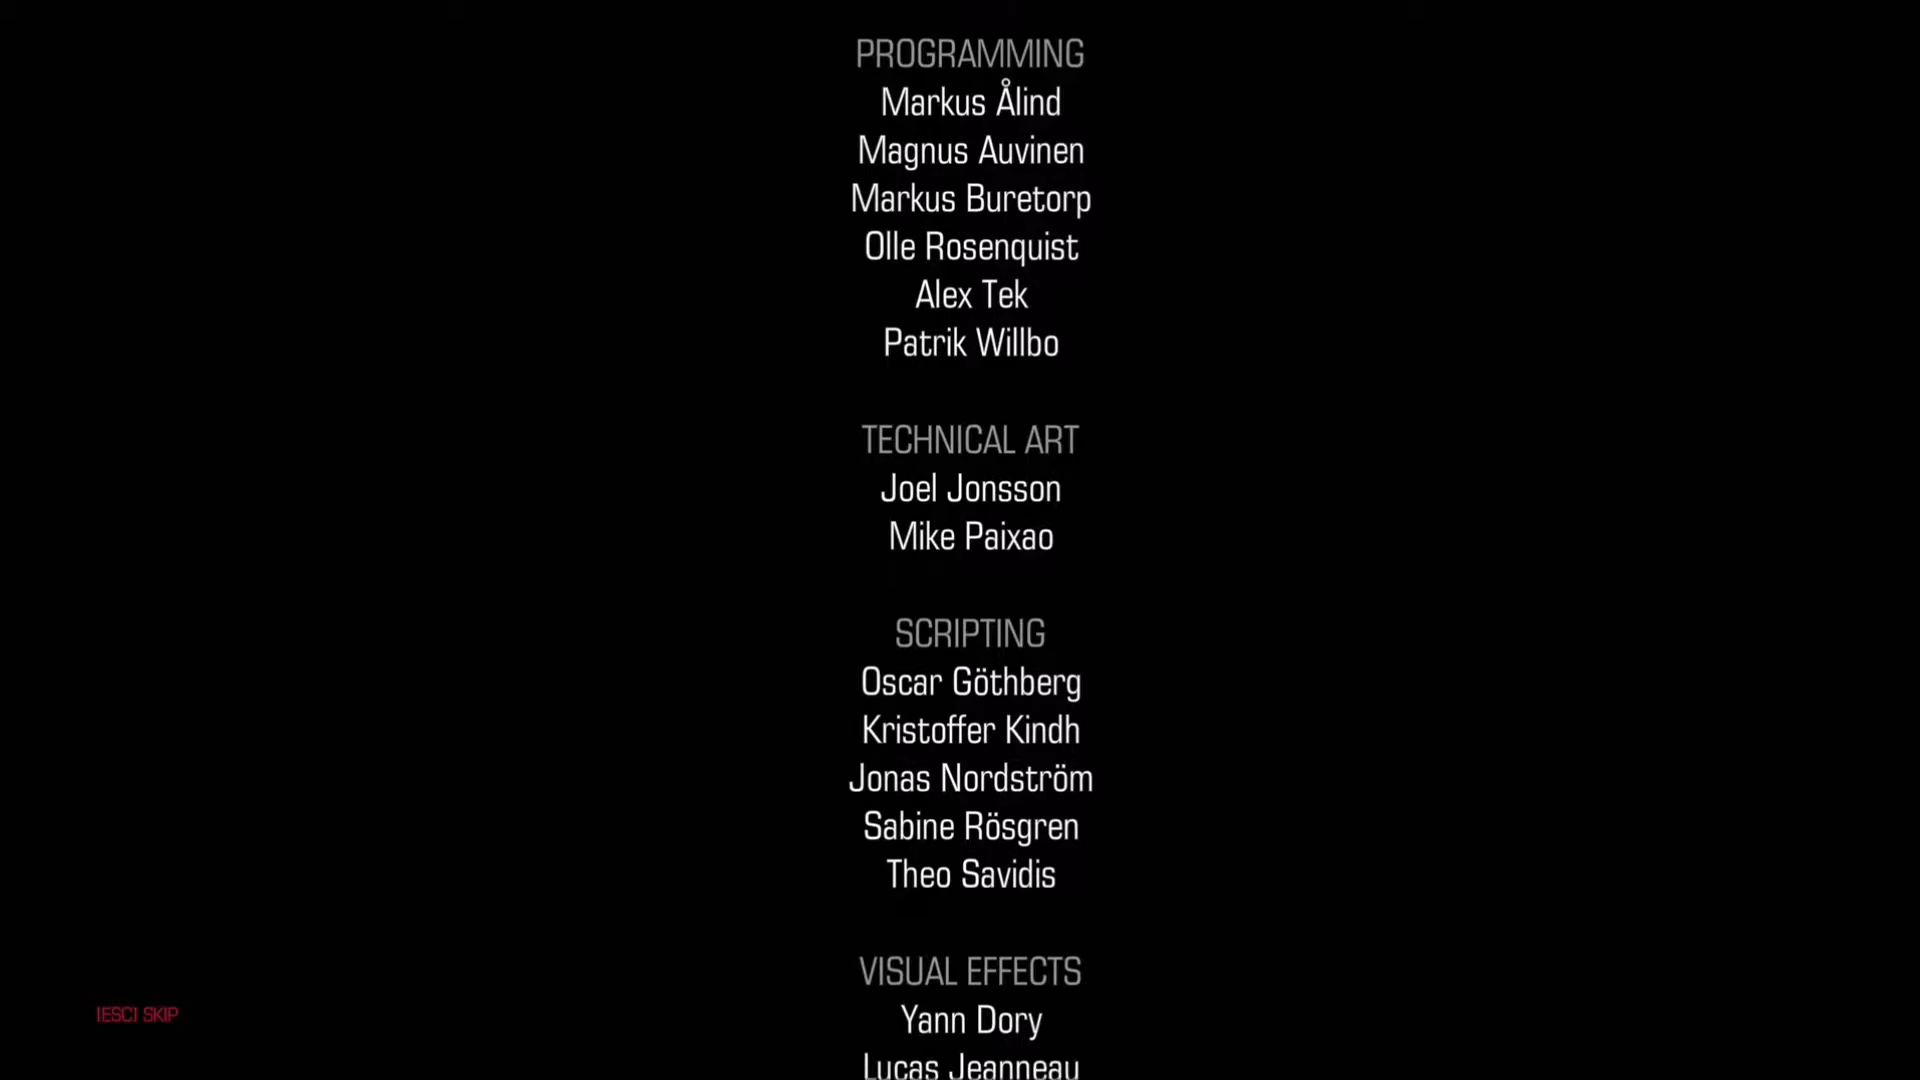 PROGRAMMING
Markus Ålind
Magnus Auvinen
Markus Buretorp
Olle Rosenquist
Alex Tek
Patrik Willbo
TECHNICAL ART
Joel Jonsson
Mike Paixao
SCRIPTING
Oscar Göthberg
Kristoffer Kindh
Jonas Nordström
Sabine Rösgren
Theo Savidis
VISUAL EFFECTS
Yann Dory
Lucas Jeanneau
[ESC] SKIP